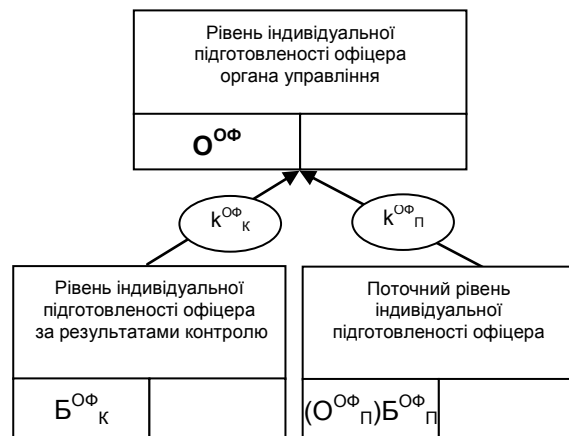 Рівень індивідуальної
підготовленості офіцера
органа управління
О^ОФ
k^ОФ_К
k^ОФ_П
Рівень індивідуальної
підготовленості офіцера
за результатами контролю
Б^ОФ_К
Поточний рівень
індивідуальної
підготовленості офіцера
(О^ОФ_П)Б^ОФ_П